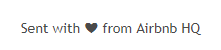 Sent with ♥ from Airbnb HQ